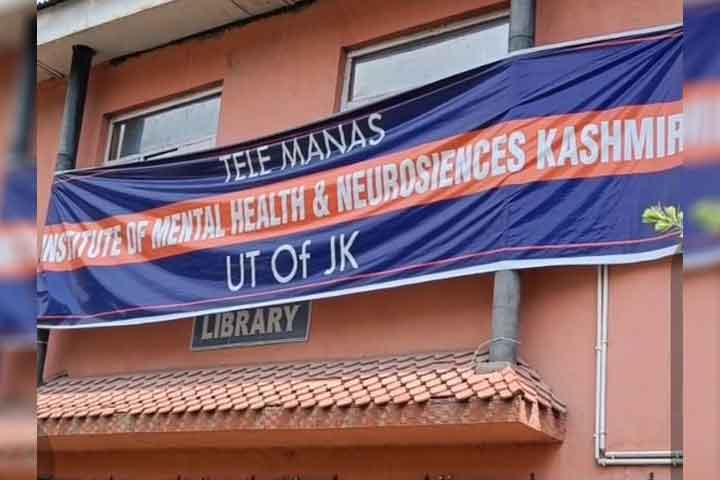 TELE MANAS
INSTITUTE OF MENTAL HEALTH & NEUROSIENCES KASHMIR
UT Of JK
LIBRARY